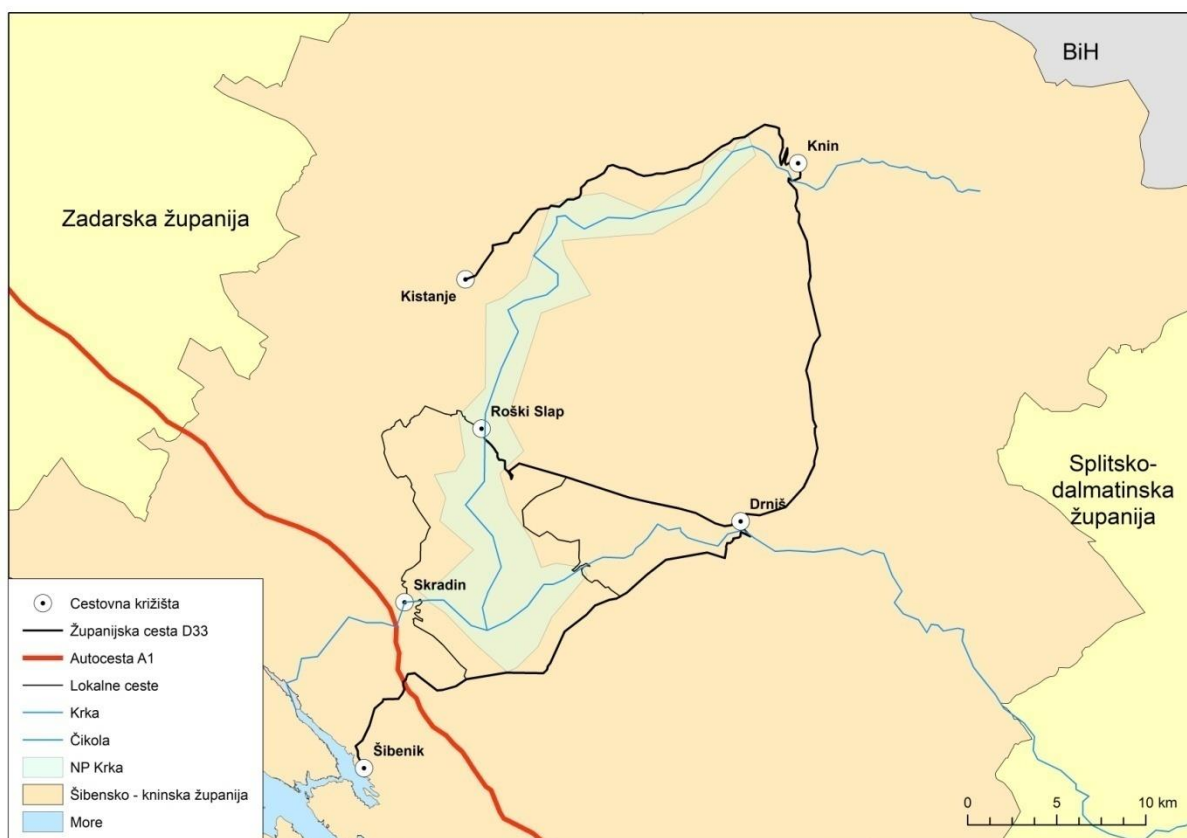 BiH
Knin
Zadarska županija
Kistanje
Roški Slap
Splitsko-
dalmatinska
županija
Drniš
Skradin
Šibenik
Cestovna križišta
Županijska cesta D33
Autocesta A1
Lokalne ceste
Krka
Čikola
NP Krka
Šibensko - kninska županija
More
0 5 10 km